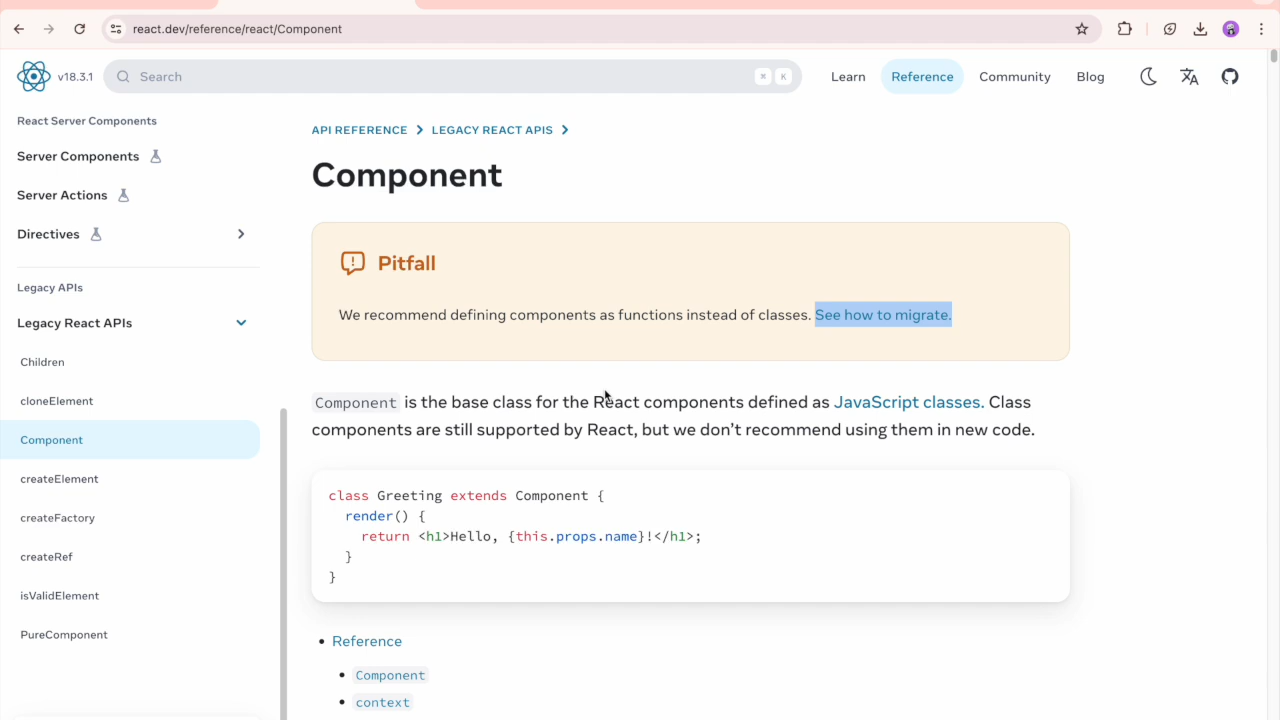 react.dev/reference/react/Component
v18.3.1
Search
⌘ K
Learn
Reference
Community
Blog
React Server Components
Server Components
Server Actions
Directives
Legacy APIs
Legacy React APIs
Children
cloneElement
Component
createElement
createFactory
createRef
isValidElement
PureComponent
API REFERENCE > LEGACY REACT APIS >
Component
Pitfall
We recommend defining components as functions instead of classes. See how to migrate.
Component is the base class for the React components defined as JavaScript classes. Class
components are still supported by React, but we don’t recommend using them in new code.
class Greeting extends Component {
  render() {
    return <h1>Hello, {this.props.name}!</h1>;
  }
}
• Reference
• Component
• context